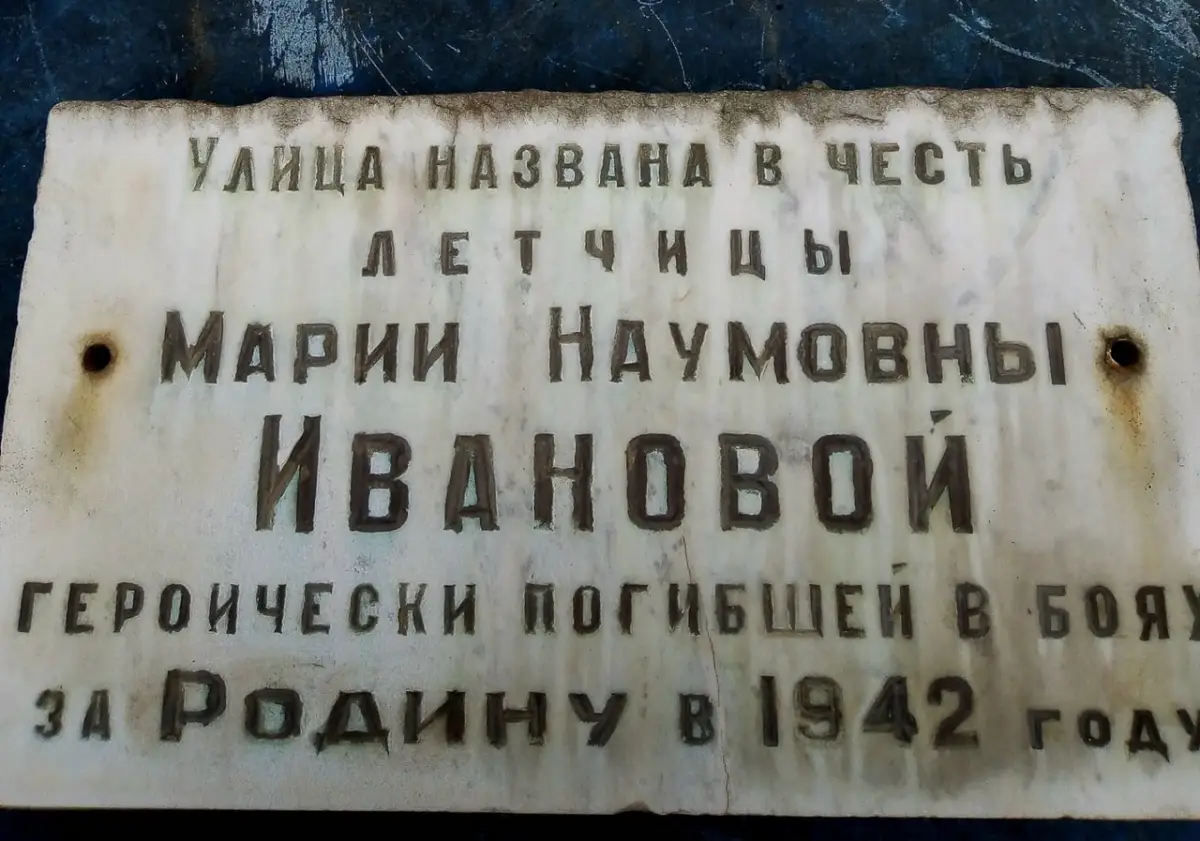 Улица названа в честь
летчицы
Марии Наумовны
Ивановой
героически погибшей в боях
за Родину в 1942 году